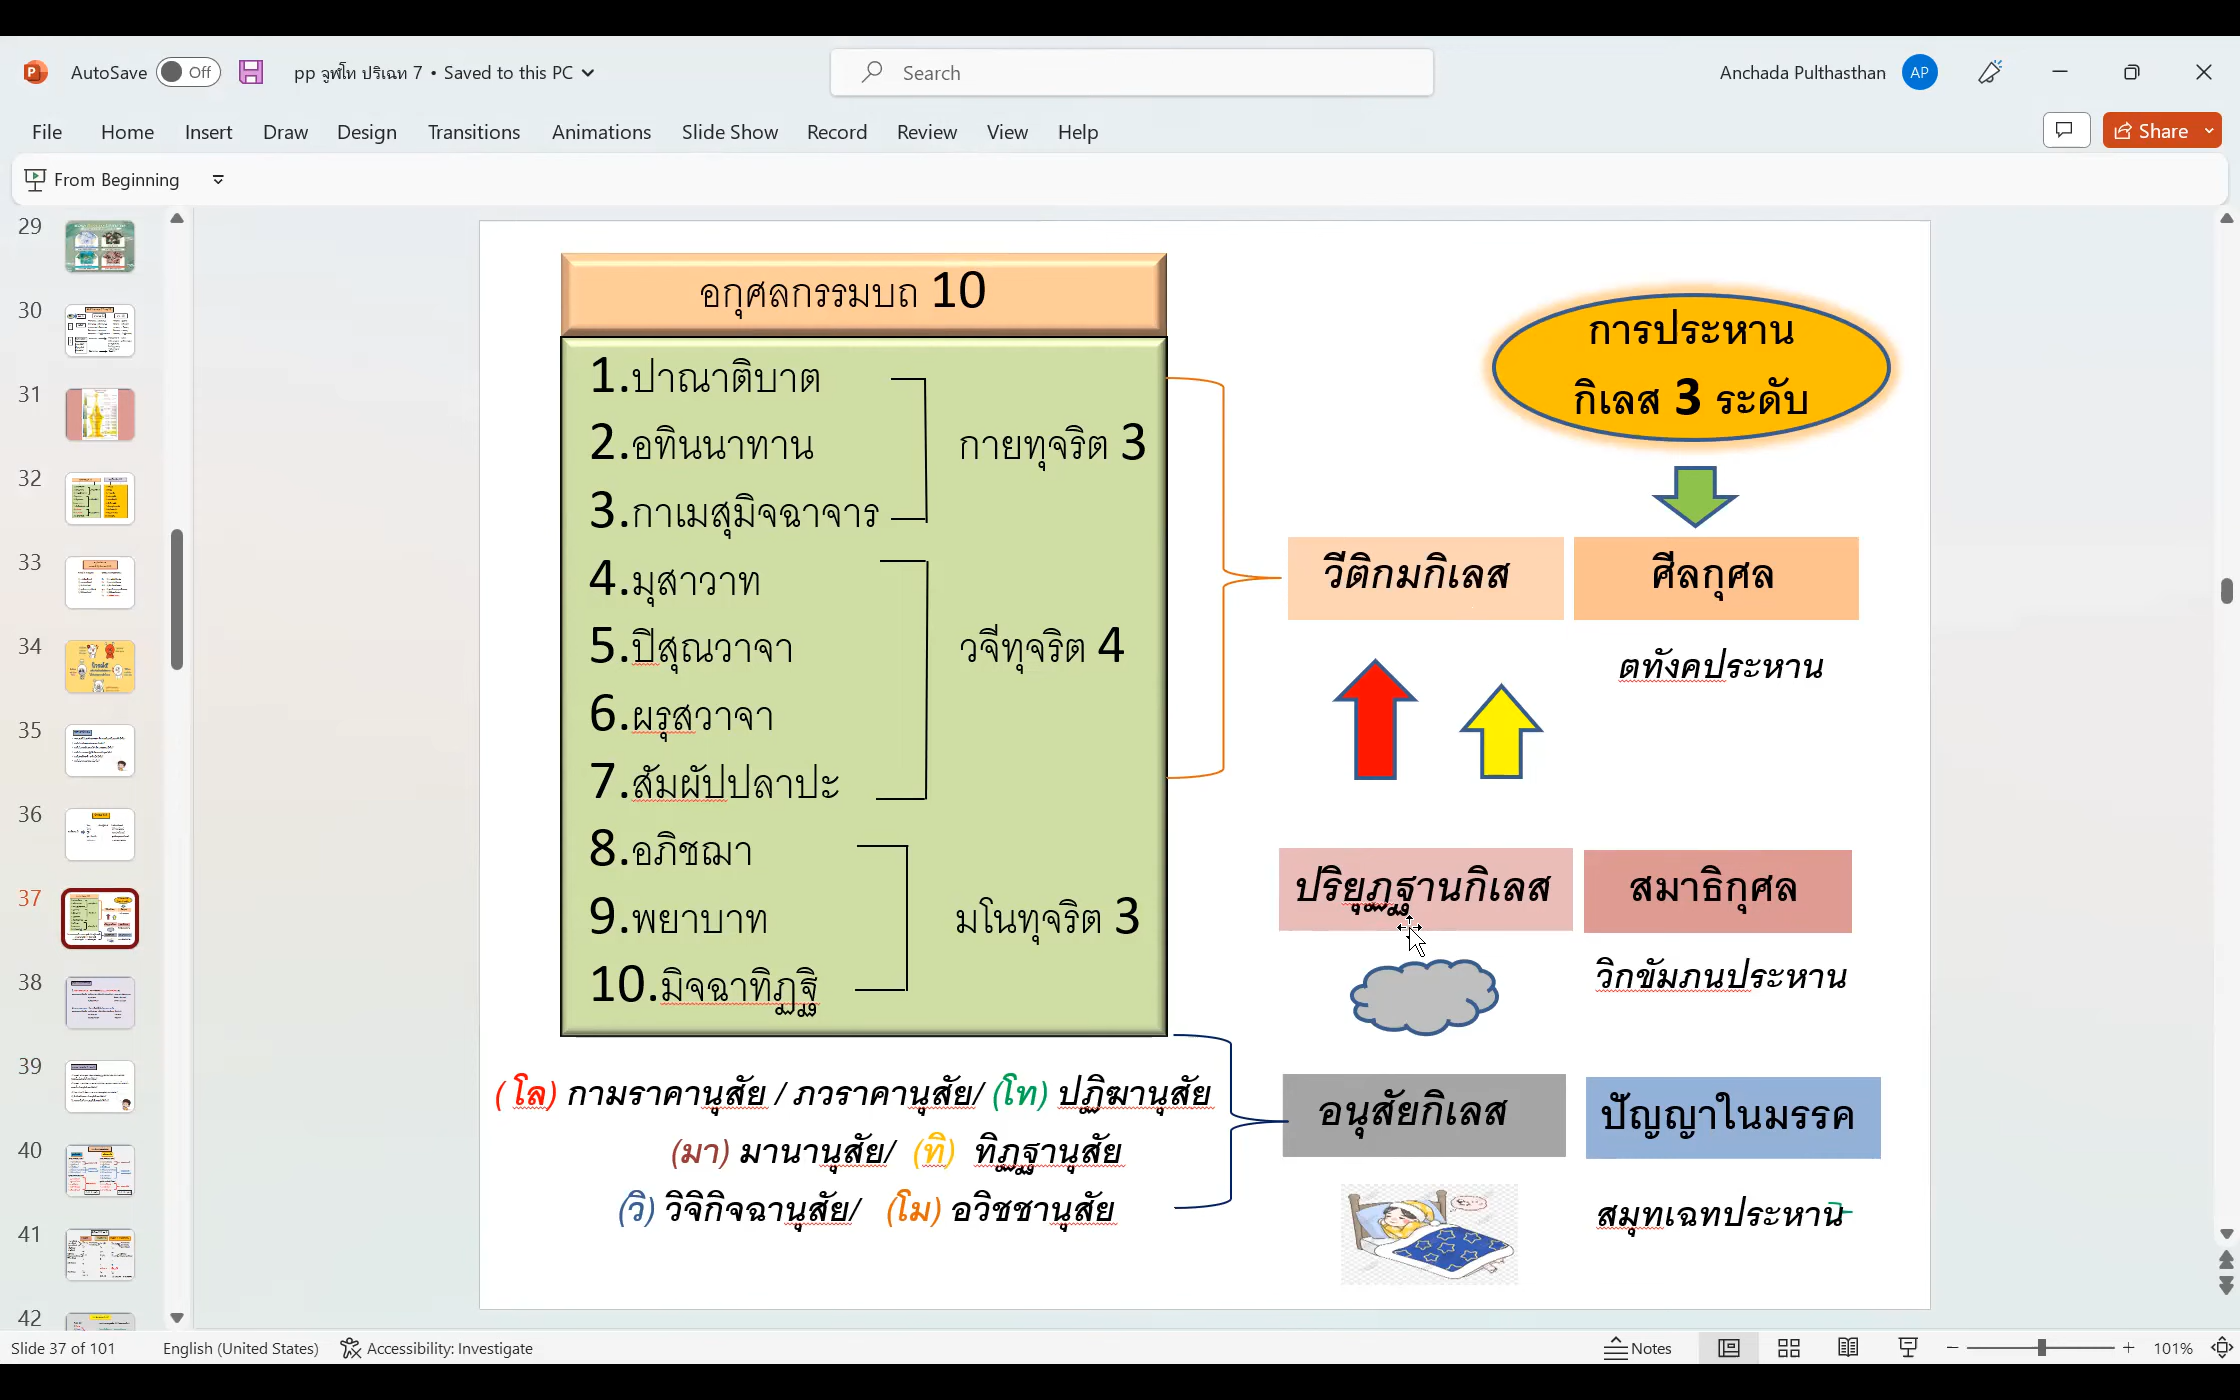 AutoSave Off pp จูฬโท ปริเฉท 7 • Saved to this PC
Search
Anchada Pulthasthan AP
File Home Insert Draw Design Transitions Animations Slide Show Record Review View Help
Share
From Beginning
29
30
31
32
33
34
35
36
37
38
39
40
41
42
อกุศลกรรมบถ 10
1.ปาณาติบาต
2.อทินนาทาน
3.กาเมสุมิจฉาจาร
กายทุจริต 3
4.มุสาวาท
5.ปิสุณวาจา
6.ผรุสวาจา
7.สัมผัปปลาปะ
วจีทุจริต 4
8.อภิชฌา
9.พยาบาท
10.มิจฉาทิฏฐิ
มโนทุจริต 3
การประหาน
กิเลส 3 ระดับ
วีติกมกิเลส
ศีลกุศล
ตทังคประหาน
ปริยุฏฐานกิเลส
สมาธิกุศล
วิกขัมภนประหาน
(โล) กามราคานุสัย / ภวราคานุสัย/ (โท) ปฏิฆานุสัย
(มา) มานานุสัย/ (ทิ) ทิฏฐานุสัย
(วิ) วิจิกิจฉานุสัย/ (โม) อวิชชานุสัย
อนุสัยกิเลส
ปัญญาในมรรค
สมุทเฉทประหาน
Slide 37 of 101 English (United States) Accessibility: Investigate Notes 101%